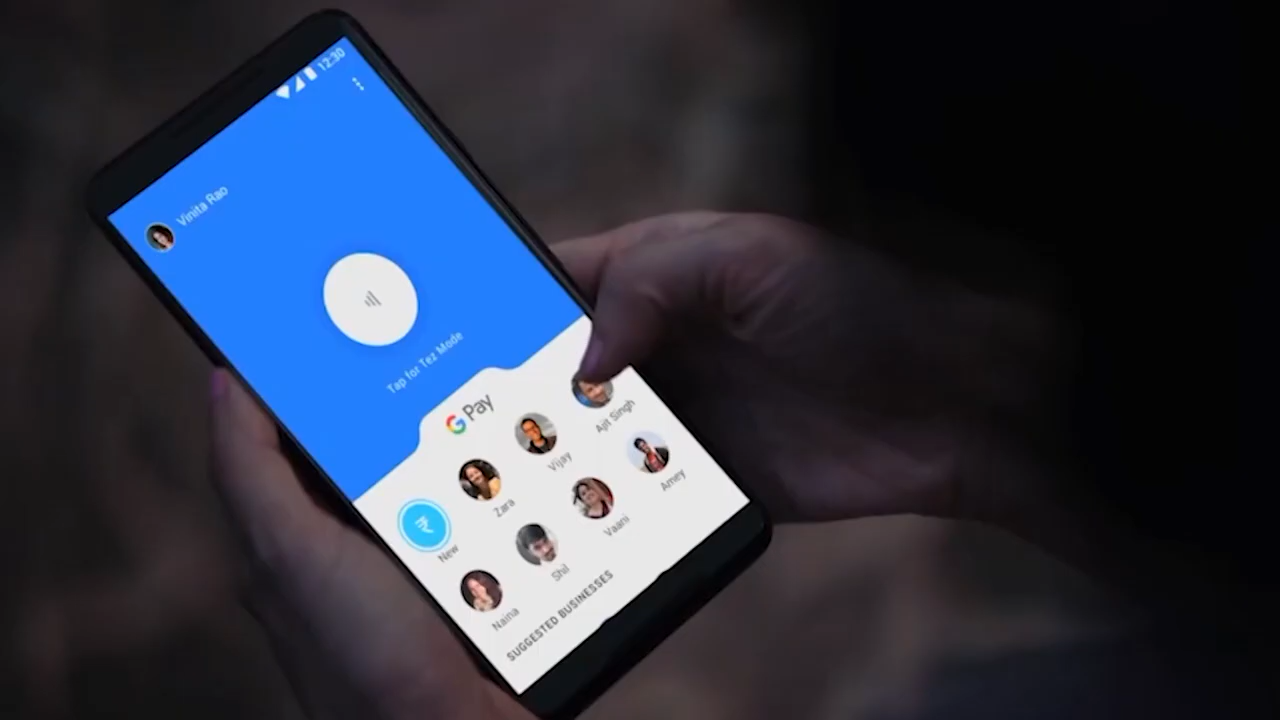 12:30
Vinita Rao
Tap for Tez Mode
G Pay
New
Zara
Vijay
Ajit Singh
Naina
Shil
Vaani
Amey
SUGGESTED BUSINESSES